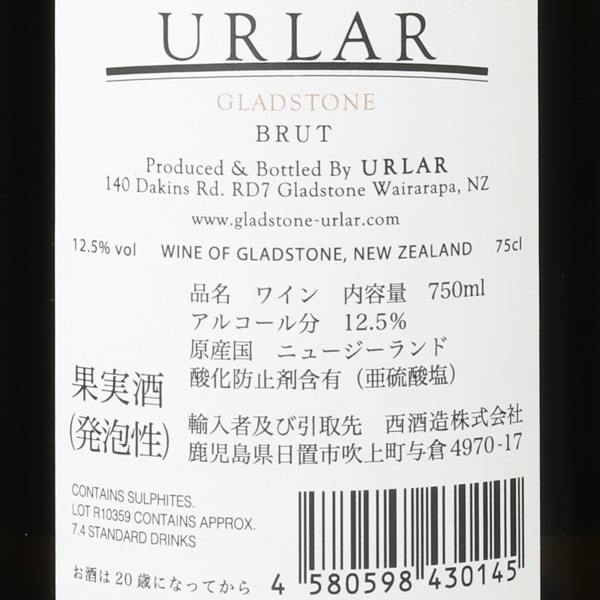 URLAR
GLADSTONE
BRUT
Produced & Bottled By URLAR
140 Dakins Rd. RD7 Gladstone Wairarapa, NZ
www.gladstone-urlar.com
12.5% vol WINE OF GLADSTONE, NEW ZEALAND 75cl
品名 ワイン 内容量 750ml
アルコール分 12.5%
原産国 ニュージーランド
酸化防止剤含有（亜硫酸塩）
果実酒
(発泡性)
輸入者及び引取先 西酒造株式会社
鹿児島県日置市吹上町与倉4970-17
CONTAINS SULPHITES.
LOT R10359 CONTAINS APPROX.
7.4 STANDARD DRINKS
お酒は20歳になってから
4 580598 430145